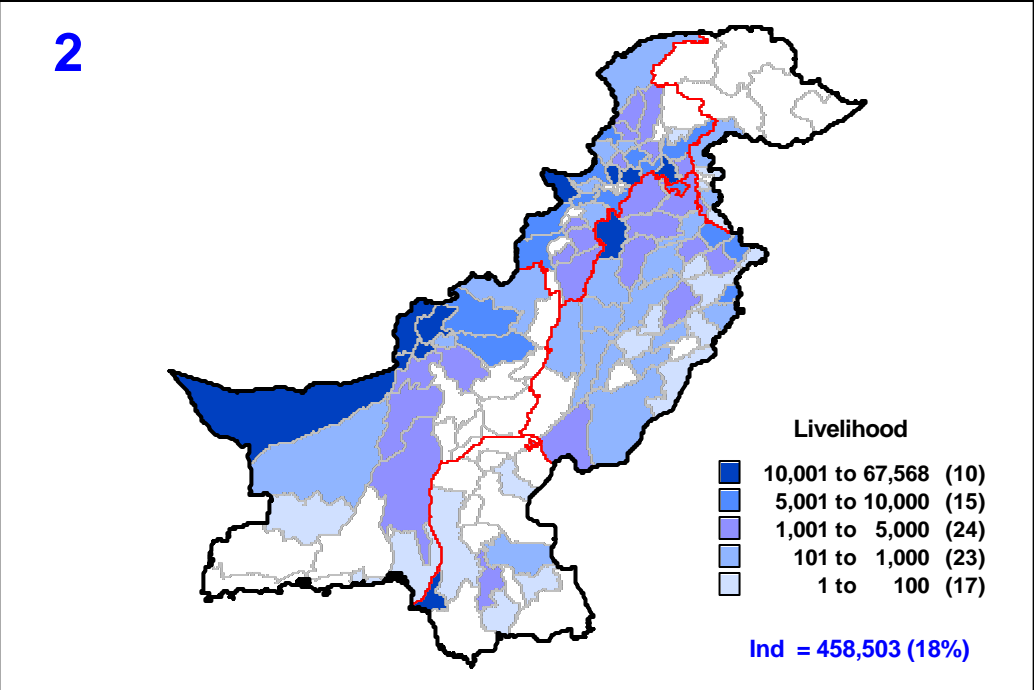 2
Livelihood
10,001 to 67,568 (10)
5,001 to 10,000 (15)
1,001 to 5,000 (24)
101 to 1,000 (23)
1 to 100 (17)
Ind = 458,503 (18%)